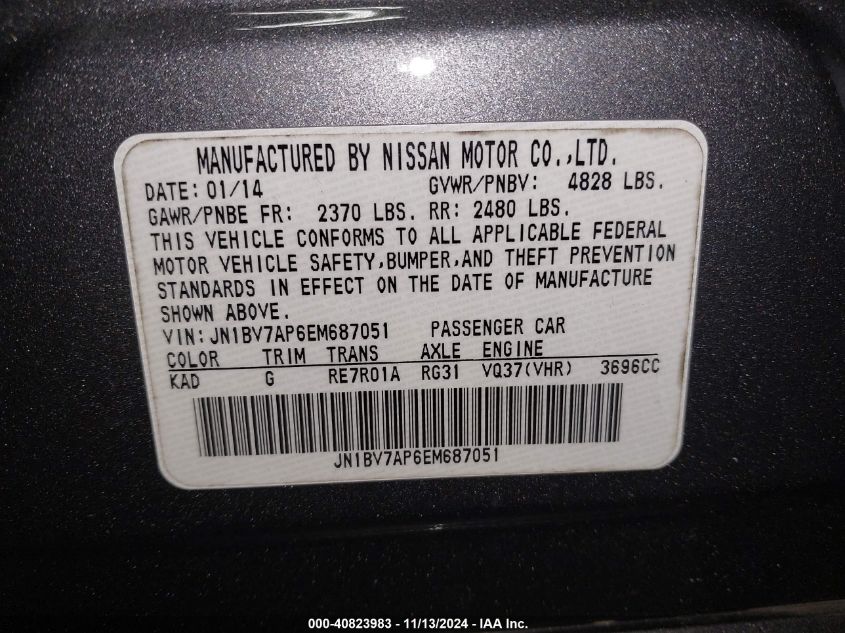 MANUFACTURED BY NISSAN MOTOR CO.,LTD.
DATE: 01/14 GVWR/PNBV: 4828 LBS.
GAWR/PNBE FR: 2370 LBS. RR: 2480 LBS.
THIS VEHICLE CONFORMS TO ALL APPLICABLE FEDERAL
MOTOR VEHICLE SAFETY,BUMPER,AND THEFT PREVENTION
STANDARDS IN EFFECT ON THE DATE OF MANUFACTURE
SHOWN ABOVE.
VIN:JN1BV7AP6EM687051 PASSENGER CAR
COLOR TRIM TRANS AXLE ENGINE
KAD G RE7R01A RG31 VQ37(VHR) 3696CC
JN1BV7AP6EM687051
000-40823983 - 11/13/2024 - IAA Inc.